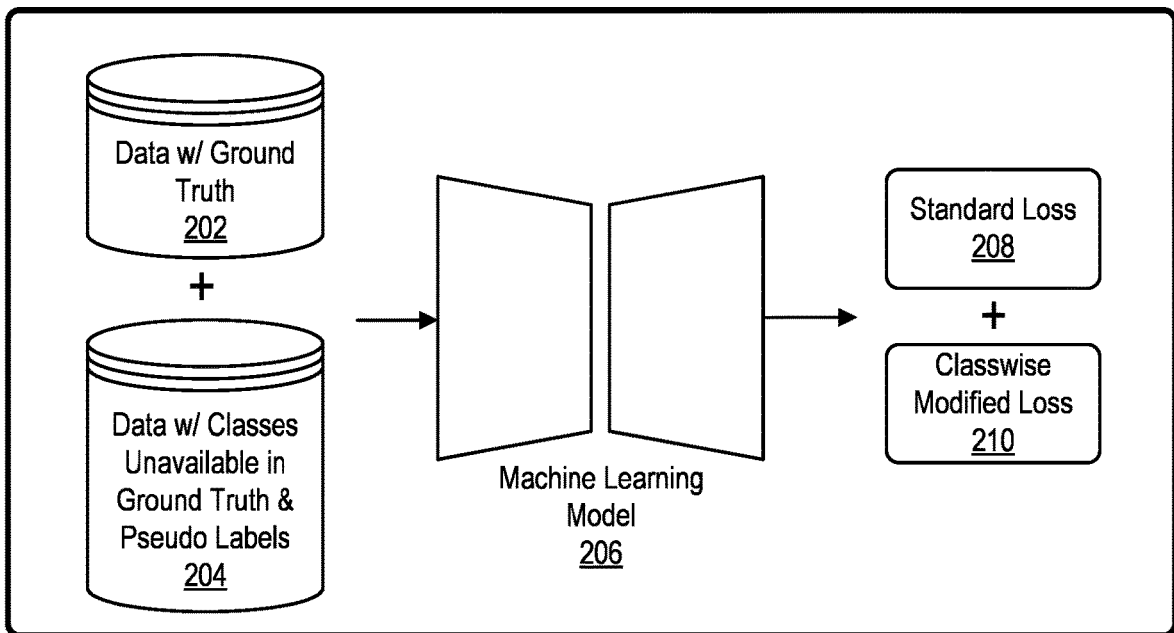 Data w/ Ground
Truth
202
+
Data w/ Classes
Unavailable in
Ground Truth &
Pseudo Labels
204
Machine Learning
Model
206
Standard Loss
208
+
Classwise
Modified Loss
210